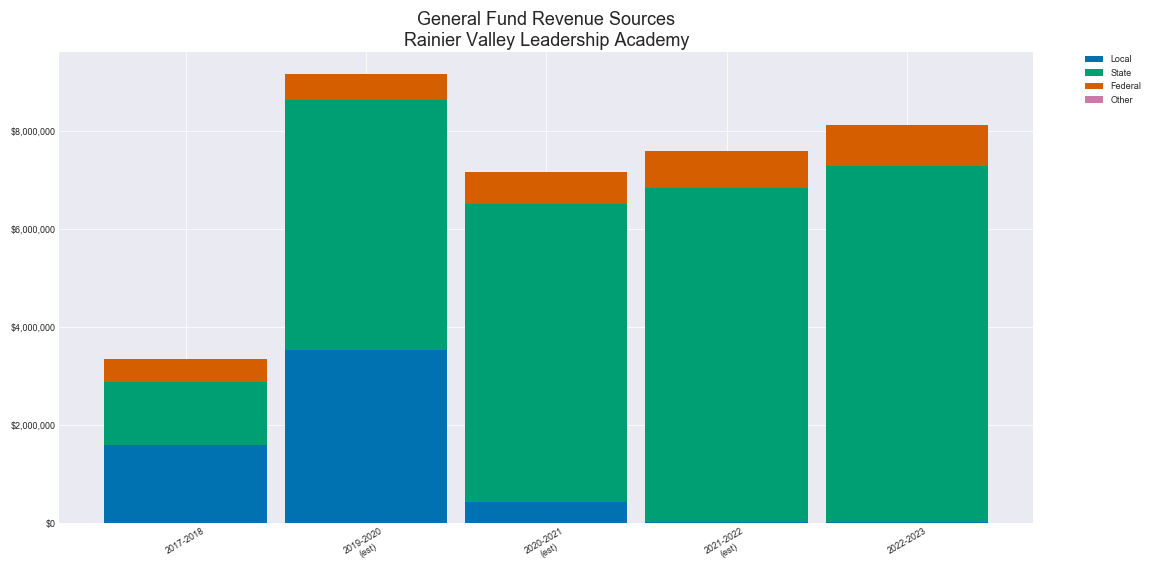 General Fund Revenue Sources
Rainier Valley Leadership Academy
Local
State
Federal
Other
$8,000,000
$6,000,000
$4,000,000
$2,000,000
$0
2017-2018
2019-2020
(est)
2020-2021
(est)
2021-2022
(est)
2022-2023